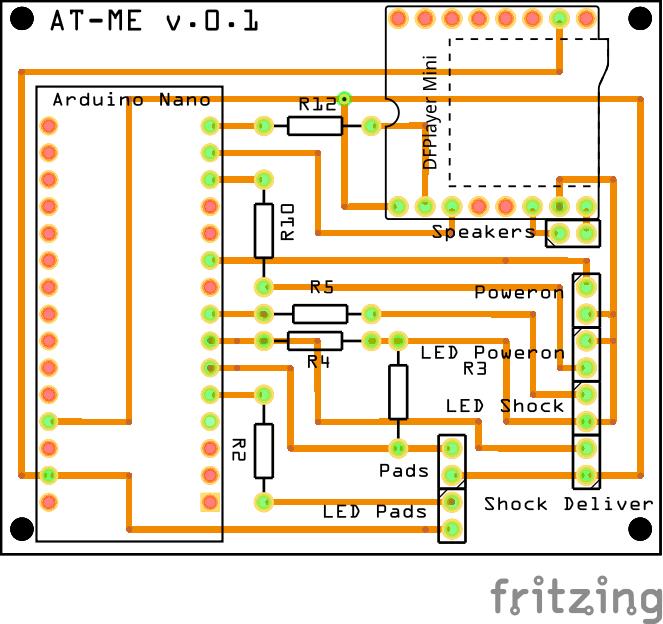 AT-ME v.0.1
DFPlayer Mini
Arduino Nano
R12
R10
Speakers
R5
Poweron
R4
LED Poweron
R3
LED Shock
R2
Pads
LED Pads
Shock Deliver
fritzing